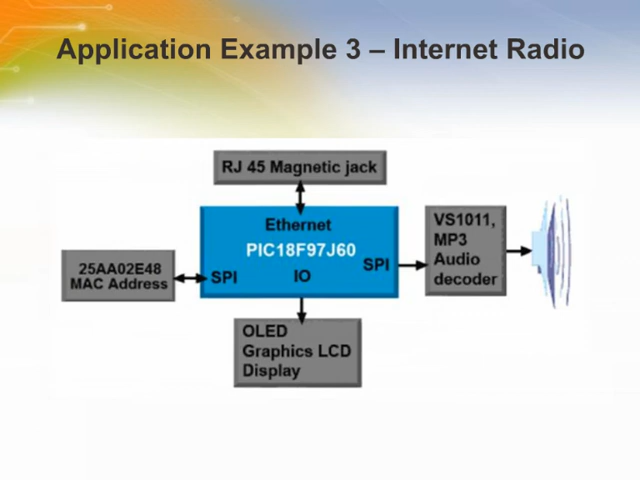 Application Example 3 – Internet Radio
RJ 45 Magnetic jack
Ethernet
PIC18F97J60
SPI
IO
SPI
25AA02E48
MAC Address
VS1011,
MP3
Audio
decoder
OLED
Graphics LCD
Display